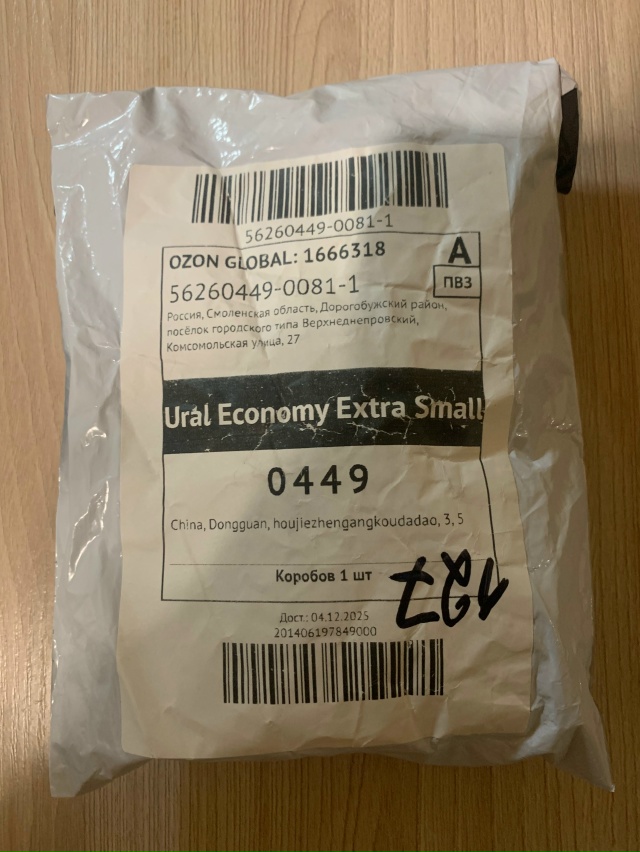 56260449-0081-1
OZON GLOBAL: 1666318
A
56260449-0081-1
ПВЗ
Россия, Смоленская область, Дорогобужский район,
посёлок городского типа Верхнеднепровский,
Комсомольская улица, 27
Ural Economy Extra Small
0449
China, Dongguan, houjiezhengangkoudadao, 3, 5
Коробов 1 шт
127
Дост.: 04.12.2025
201406197849000